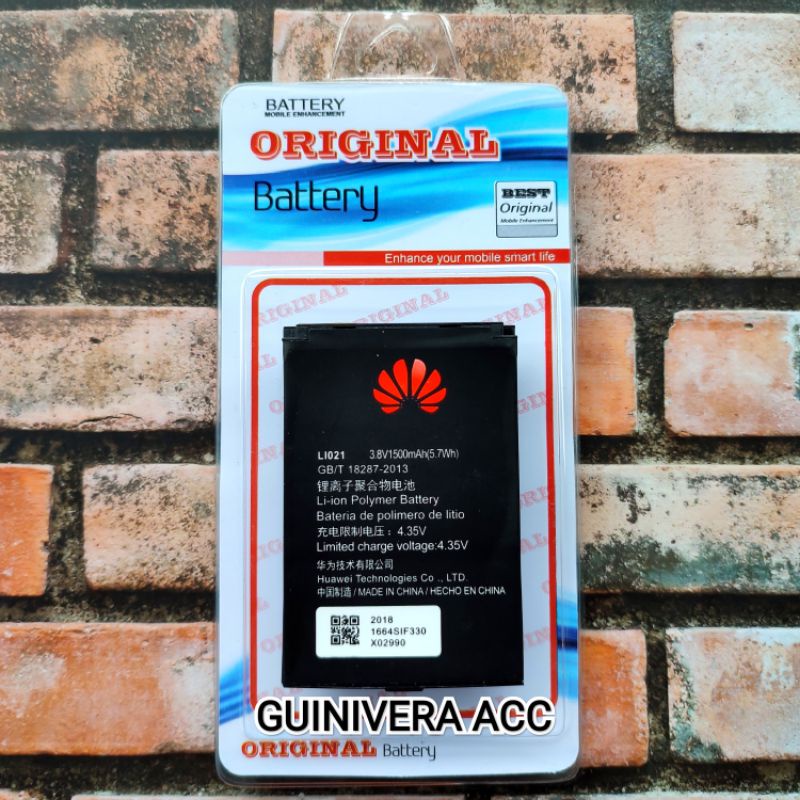 BATTERY
MOBILE ENHANCEMENT
ORIGINAL
Battery
BEST
Original
Mobile Enhancement
Enhance your mobile smart life
ORIGINAL
ORIGINAL
LI021 3.8V1500mAh(5.7Wh)
GB/T 18287-2013
锂离子聚合物电池
Li-ion Polymer Battery
Bateria de polimero de litio
充电限制电压：4.35V
Limited charge voltage:4.35V
华为技术有限公司
Huawei Technologies Co ., LTD.
中国制造 / MADE IN CHINA / HECHO EN CHINA
2018
1664SIF330
X02990
GUINIVERA ACC
ORIGINAL Battery